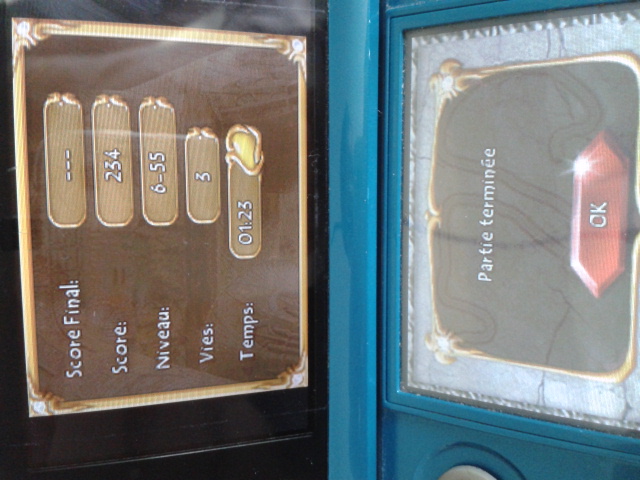 Score Final: ---
Score: 234
Niveau: 6-55
Vies: 3
Temps: 01:23
Partie terminée
OK